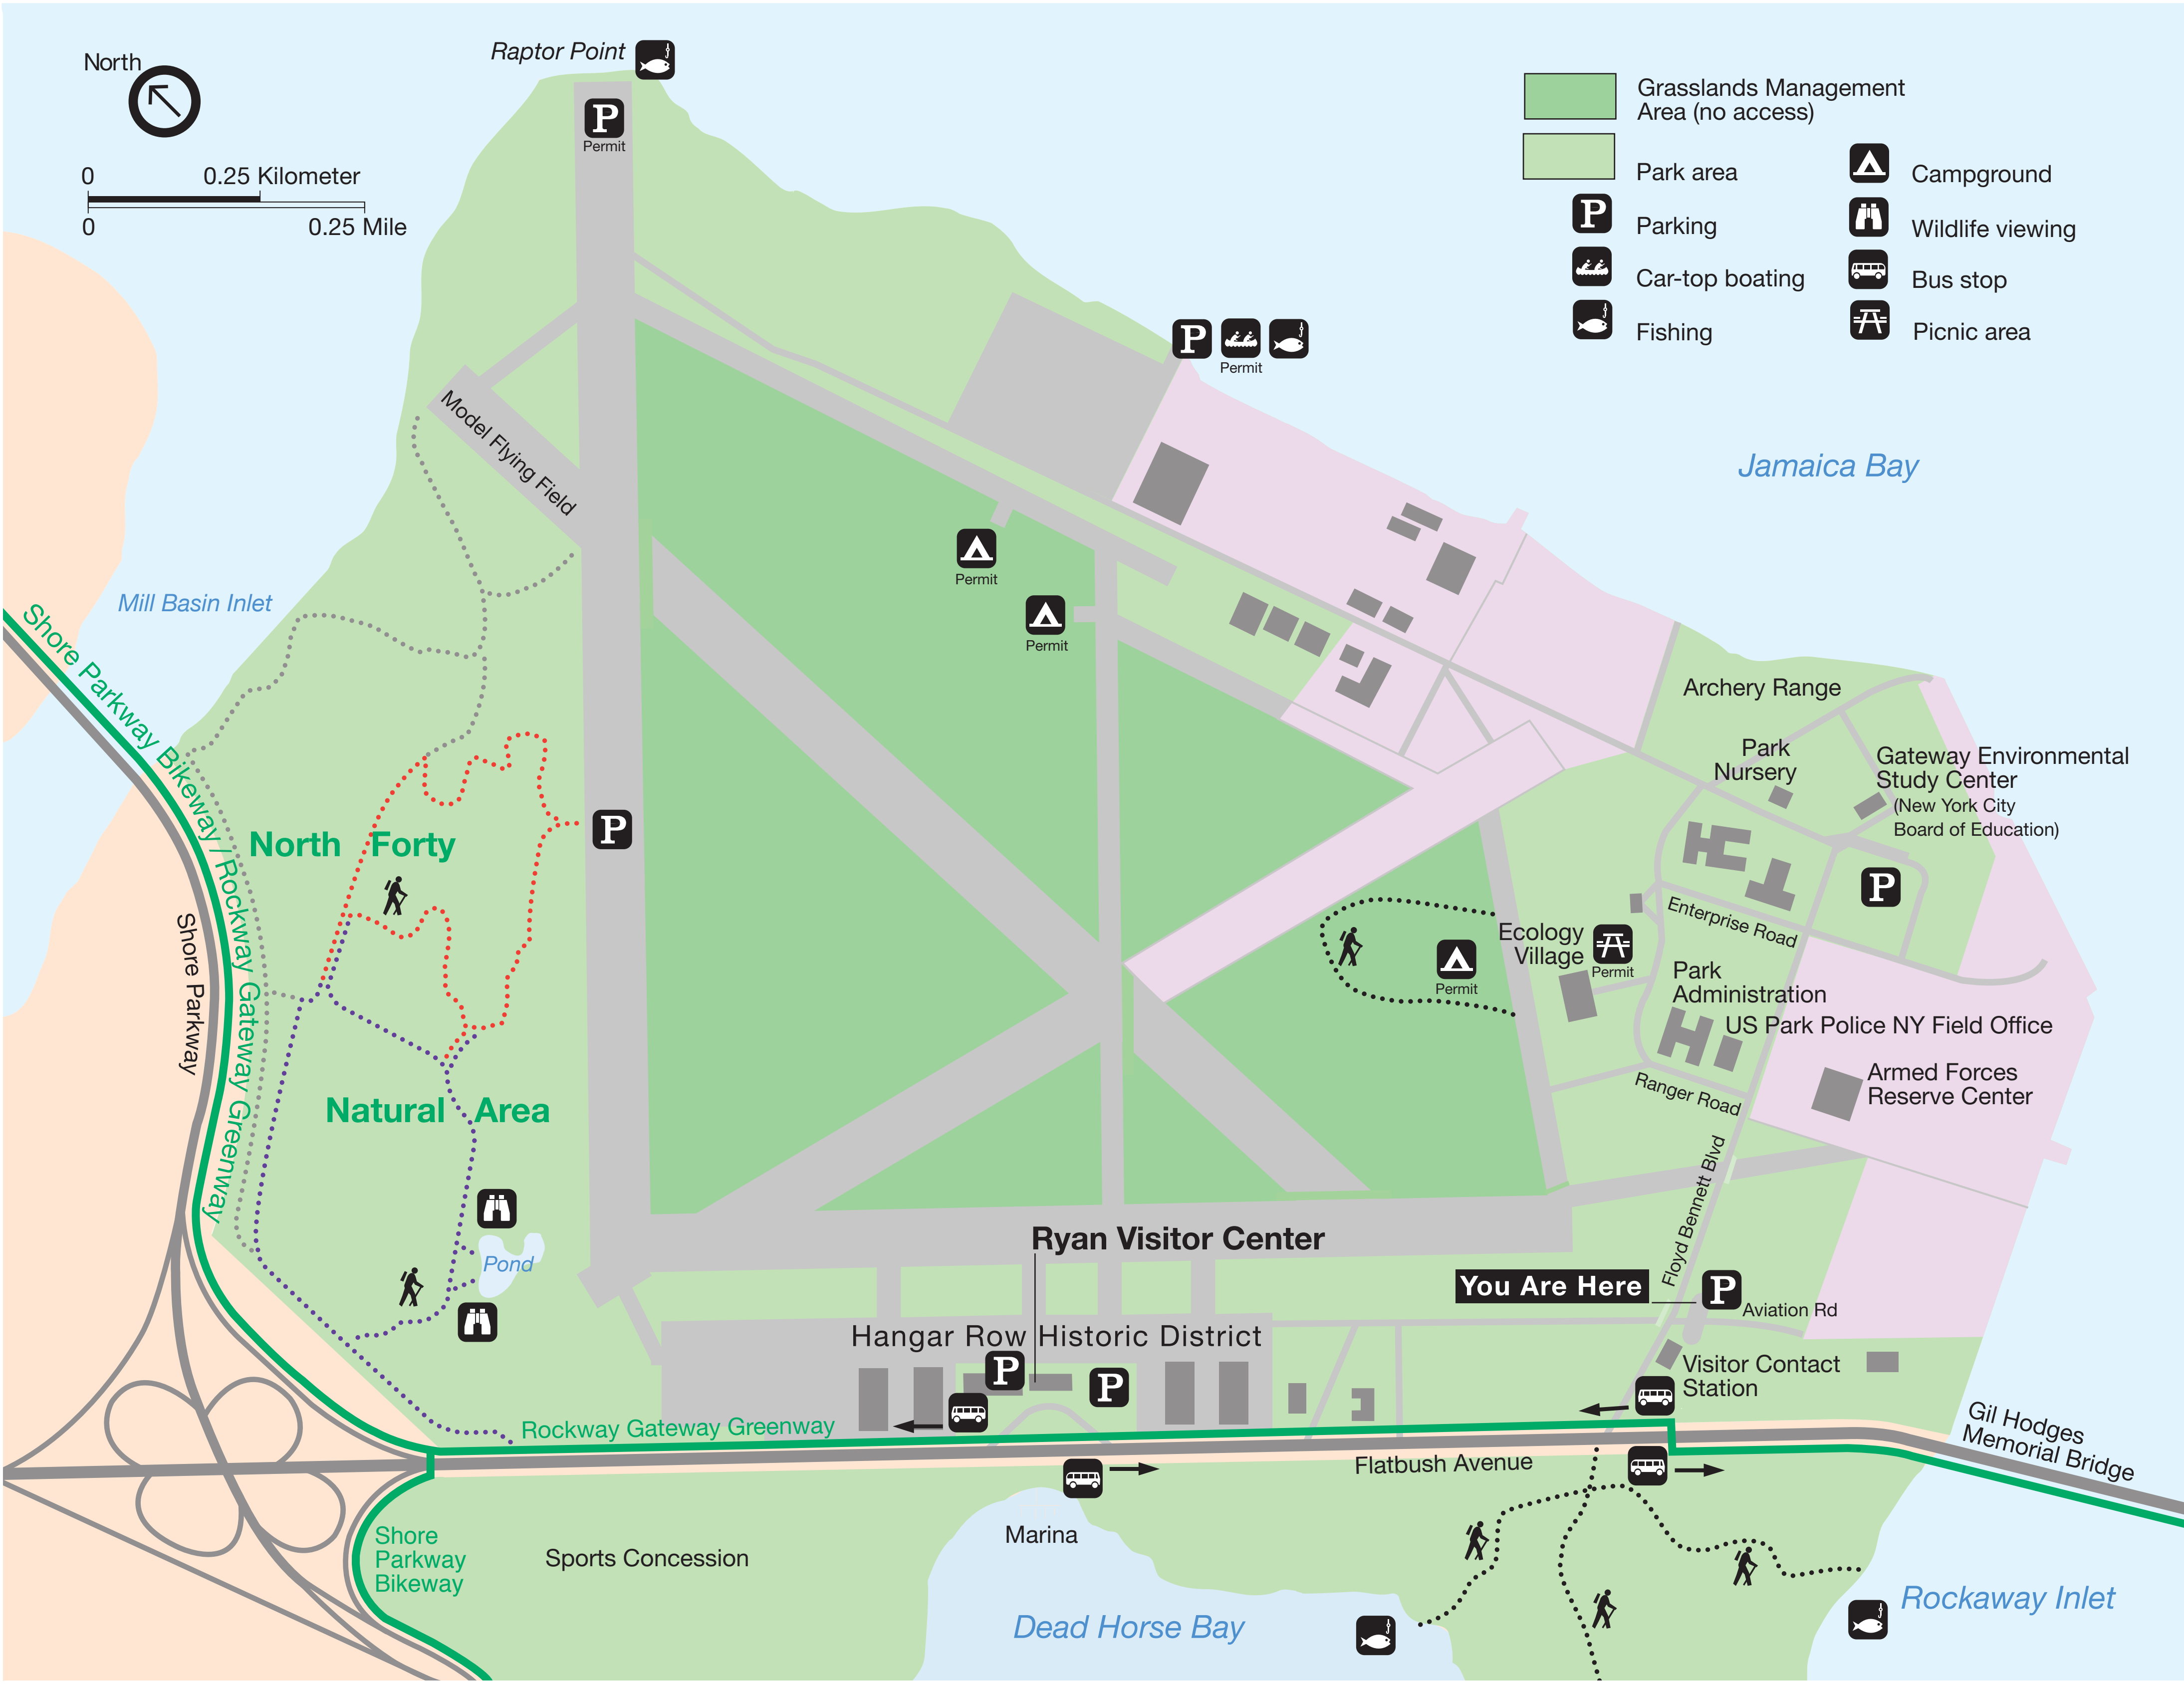 North
0
0.25 Kilometer
0
0.25 Mile
Raptor Point
P
Permit
Grasslands Management
Area (no access)
Park area
P
Parking
Car-top boating
Fishing
Campground
Wildlife viewing
Bus stop
Picnic area
P
Permit
Model Flying Field
Jamaica Bay
Permit
Permit
Mill Basin Inlet
Shore Parkway Bikeway / Rockway Gateway Greenway
Shore Parkway
North Forty
P
Natural Area
Pond
Archery Range
Park
Nursery
Gateway Environmental
Study Center
(New York City
Board of Education)
P
Enterprise Road
Ecology
Village
Permit
Permit
Park
Administration
US Park Police NY Field Office
Ranger Road
Armed Forces
Reserve Center
Floyd Bennett Blvd
Ryan Visitor Center
You Are Here
P
Aviation Rd
Hangar Row Historic District
P
P
Visitor Contact
Station
Rockway Gateway Greenway
Flatbush Avenue
Gil Hodges
Memorial Bridge
Shore
Parkway
Bikeway
Sports Concession
Marina
Dead Horse Bay
Rockaway Inlet